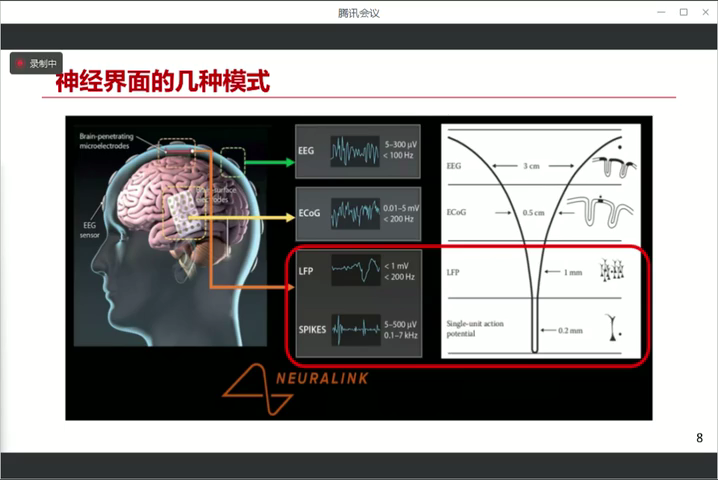 腾讯会议
录制中
神经界面的几种模式
Brain-penetrating
microelectrodes
EEG
sensor
EEG
5–300 μV
< 100 Hz
ECoG
0.01–5 mV
< 200 Hz
LFP
< 1 mV
< 200 Hz
SPIKES
5–500 μV
0.1–7 kHz
EEG
3 cm
ECoG
0.5 cm
LFP
1 mm
Single-unit action
potential
0.2 mm
NEURALINK
8